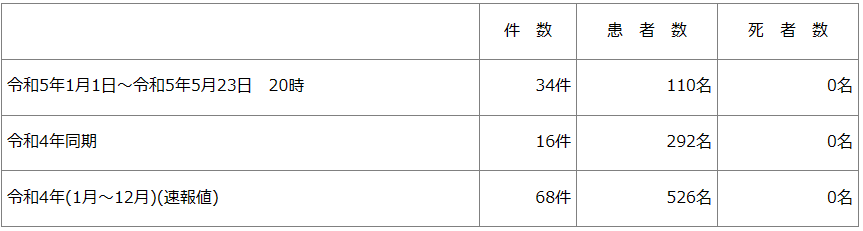 件　数　患　者　数　死　者　数
令和5年1月1日～令和5年5月23日　20時　34件　110名　0名
令和4年同期　16件　292名　0名
令和4年(1月～12月)(速報値)　68件　526名　0名